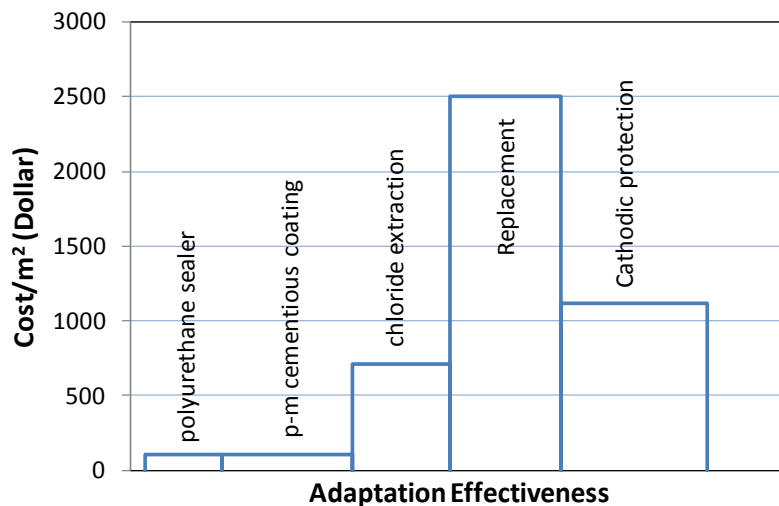 3000
2500
2000
1500
1000
500
0
Cost/m² (Dollar)
polyurethane sealer
p-m cementious coating
chloride extraction
Replacement
Cathodic protection
Adaptation Effectiveness